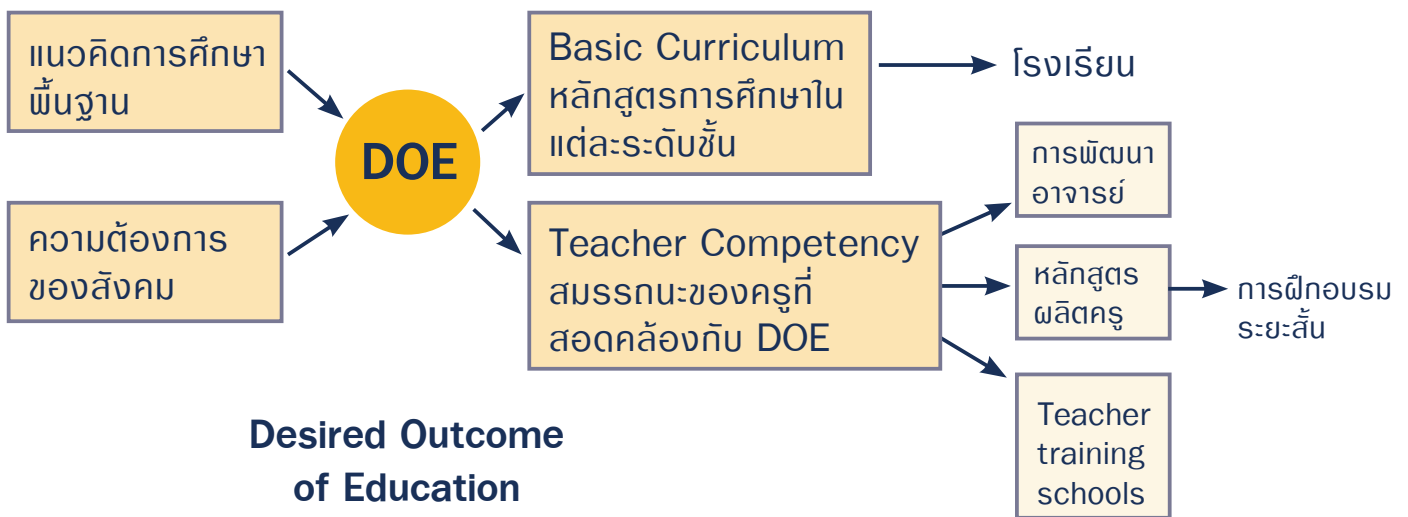 แนวคิดการศึกษา
พื้นฐาน
ความต้องการ
ของสังคม
DOE
Basic Curriculum
หลักสูตรการศึกษาใน
แต่ละระดับชั้น
โรงเรียน
Teacher Competency
สมรรถนะของครูที่
สอดคล้องกับ DOE
การพัฒนา
อาจารย์
หลักสูตร
ผลิตครู
การฝึกอบรม
ระยะสั้น
Teacher
training
schools
Desired Outcome
of Education